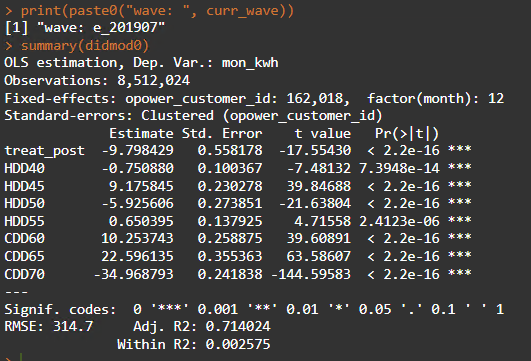 > print(paste0("wave: ", curr_wave))
[1] "wave: e_201907"
> summary(didmod0)
OLS estimation, Dep. Var.: mon_kwh
Observations: 8,512,024
Fixed-effects: opower_customer_id: 162,018,  factor(month): 12
Standard-errors: Clustered (opower_customer_id)
Estimate Std. Error t value Pr(>|t|)
treat_post -9.798429 0.558178 -17.55430 < 2.2e-16 ***
HDD40 -0.750880 0.100367 -7.48132 7.3948e-14 ***
HDD45 9.175845 0.230278 39.84688 < 2.2e-16 ***
HDD50 -5.925606 0.273851 -21.63804 < 2.2e-16 ***
HDD55 0.650395 0.137925 4.71558 2.4123e-06 ***
CDD60 10.253743 0.258875 39.60891 < 2.2e-16 ***
CDD65 22.596135 0.355363 63.58607 < 2.2e-16 ***
CDD70 -34.968793 0.241838 -144.59583 < 2.2e-16 ***
---
Signif. codes:  0 '***' 0.001 '**' 0.01 '*' 0.05 '.' 0.1 ' ' 1
RMSE: 314.7     Adj. R2: 0.714024
Within R2: 0.002575
>